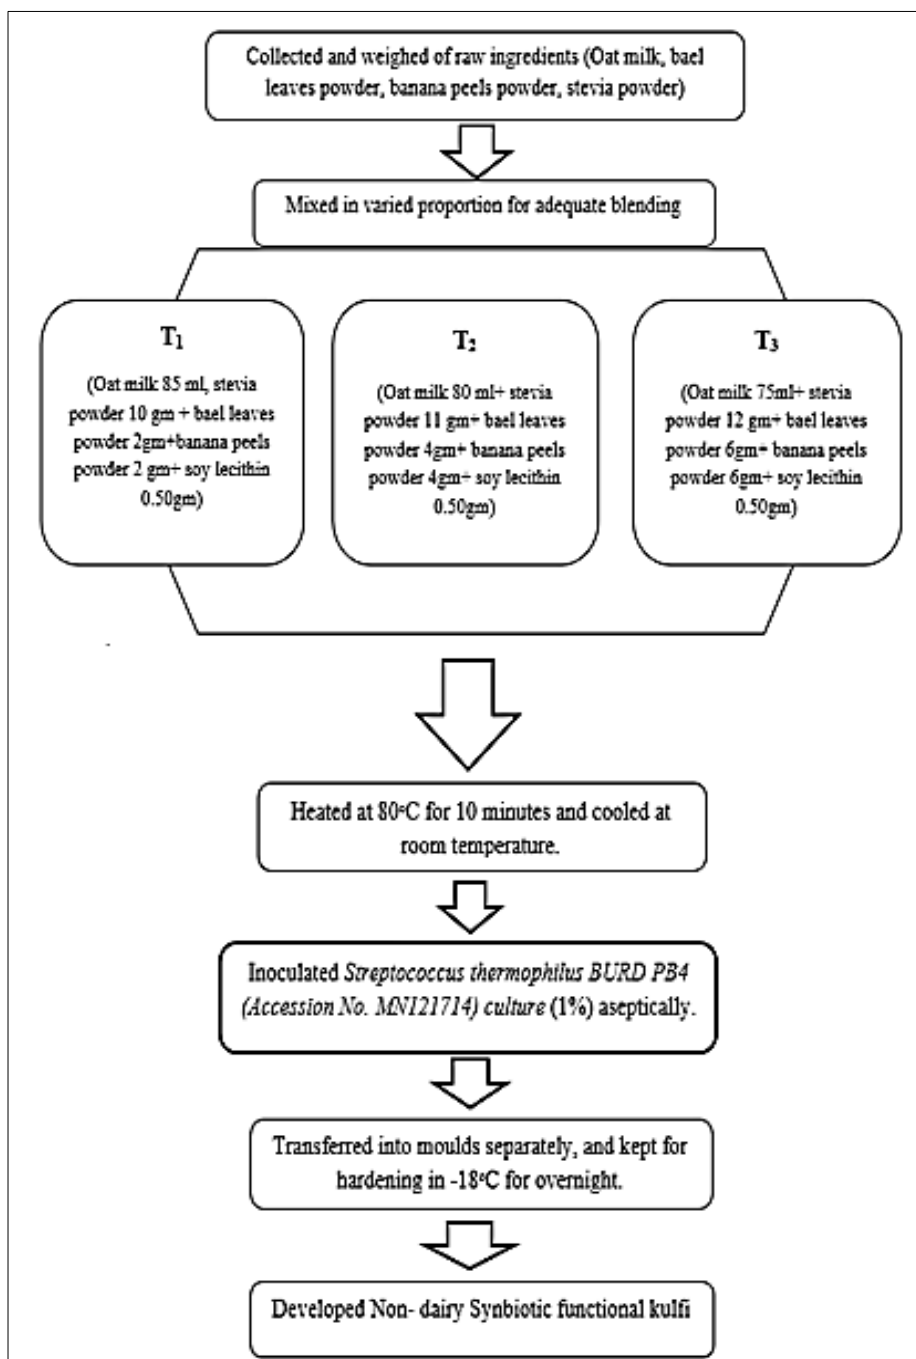 Collected and weighed of raw ingredients (Oat milk, bael
leaves powder, banana peels powder, stevia powder)
Mixed in varied proportion for adequate blending
T₁
(Oat milk 85 ml, stevia
powder 10 gm + bael leaves
powder 2gm+banana peels
powder 2 gm+ soy lecithin
0.50gm)
T₂
(Oat milk 80 ml+ stevia
powder 11 gm+ bael leaves
powder 4gm+ banana peels
powder 4gm+ soy lecithin
0.50gm)
T₃
(Oat milk 75ml+ stevia
powder 12 gm+ bael leaves
powder 6gm+ banana peels
powder 6gm+ soy lecithin
0.50gm)
Heated at 80°C for 10 minutes and cooled at
room temperature.
Inoculated Streptococcus thermophilus BURD PB4
(Accession No. MN121714) culture (1%) aseptically.
Transferred into moulds separately, and kept for
hardening in -18°C for overnight.
Developed Non- dairy Synbiotic functional kulfi